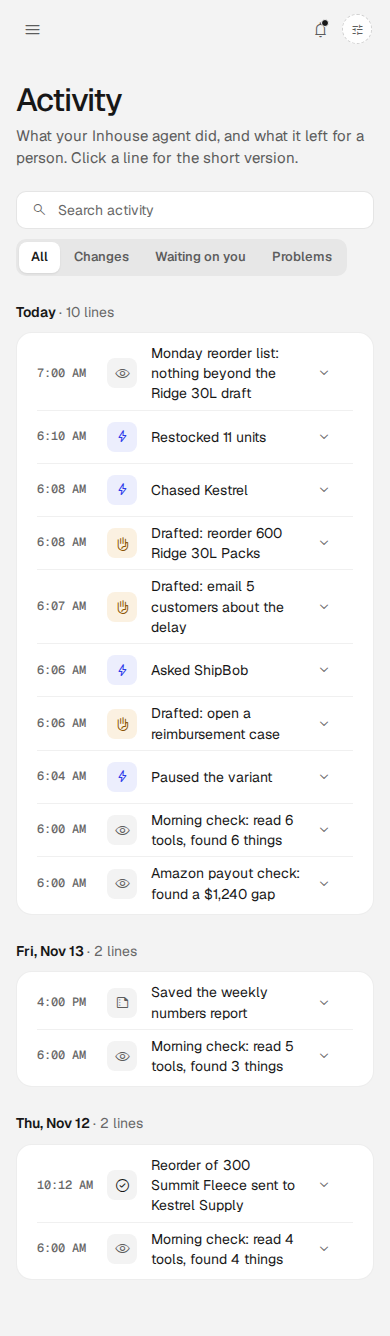 Activity
What your Inhouse agent did, and what it left for a
person. Click a line for the short version.
Search activity
All
Changes
Waiting on you
Problems
Today · 10 lines
7:00 AM
Monday reorder list:
nothing beyond the
Ridge 30L draft
6:10 AM
Restocked 11 units
6:08 AM
Chased Kestrel
6:08 AM
Drafted: reorder 600
Ridge 30L Packs
6:07 AM
Drafted: email 5
customers about the
delay
6:06 AM
Asked ShipBob
6:06 AM
Drafted: open a
reimbursement case
6:04 AM
Paused the variant
6:00 AM
Morning check: read 6
tools, found 6 things
6:00 AM
Amazon payout check:
found a $1,240 gap
Fri, Nov 13 · 2 lines
4:00 PM
Saved the weekly
numbers report
6:00 AM
Morning check: read 5
tools, found 3 things
Thu, Nov 12 · 2 lines
10:12 AM
Reorder of 300
Summit Fleece sent to
Kestrel Supply
6:00 AM
Morning check: read 4
tools, found 4 things